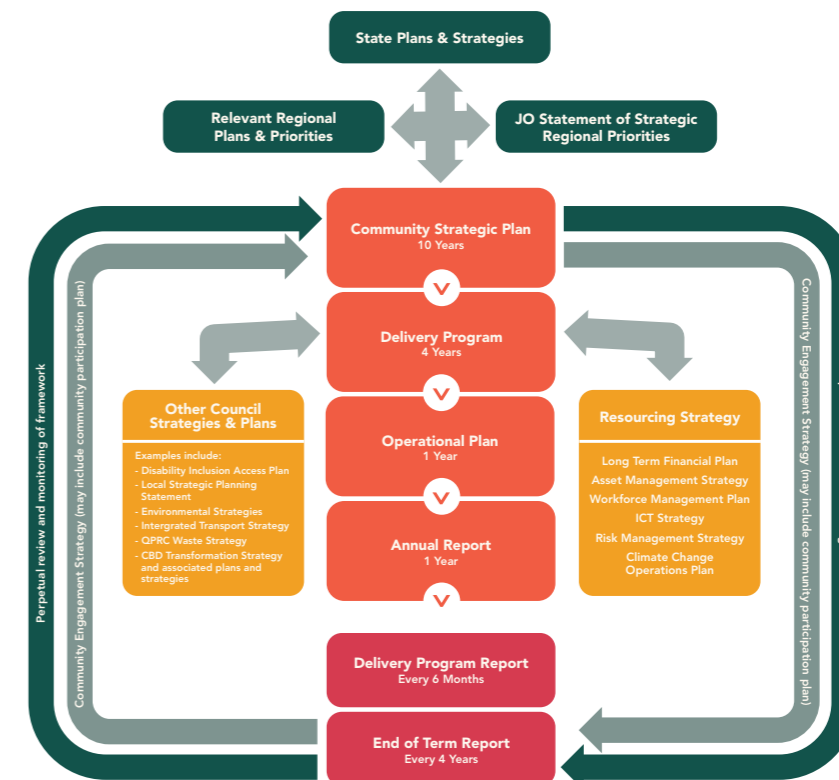 State Plans & Strategies
Relevant Regional
Plans & Priorities
JO Statement of Strategic
Regional Priorities
Community Strategic Plan
10 Years
Delivery Program
4 Years
Other Council
Strategies & Plans
Examples include:
- Disability Inclusion Access Plan
- Local Strategic Planning
Statement
- Environmental Strategies
- Intergrated Transport Strategy
- QPRC Waste Strategy
- CBD Transformation Strategy
and associated plans and
strategies
Operational Plan
1 Year
Annual Report
1 Year
Resourcing Strategy
Long Term Financial Plan
Asset Management Strategy
Workforce Management Plan
ICT Strategy
Risk Management Strategy
Climate Change
Operations Plan
Delivery Program Report
Every 6 Months
End of Term Report
Every 4 Years
Perpetual review and monitoring of framework
Community Engagement Strategy (may include community participation plan)
Community Engagement Strategy (may include community participation plan)